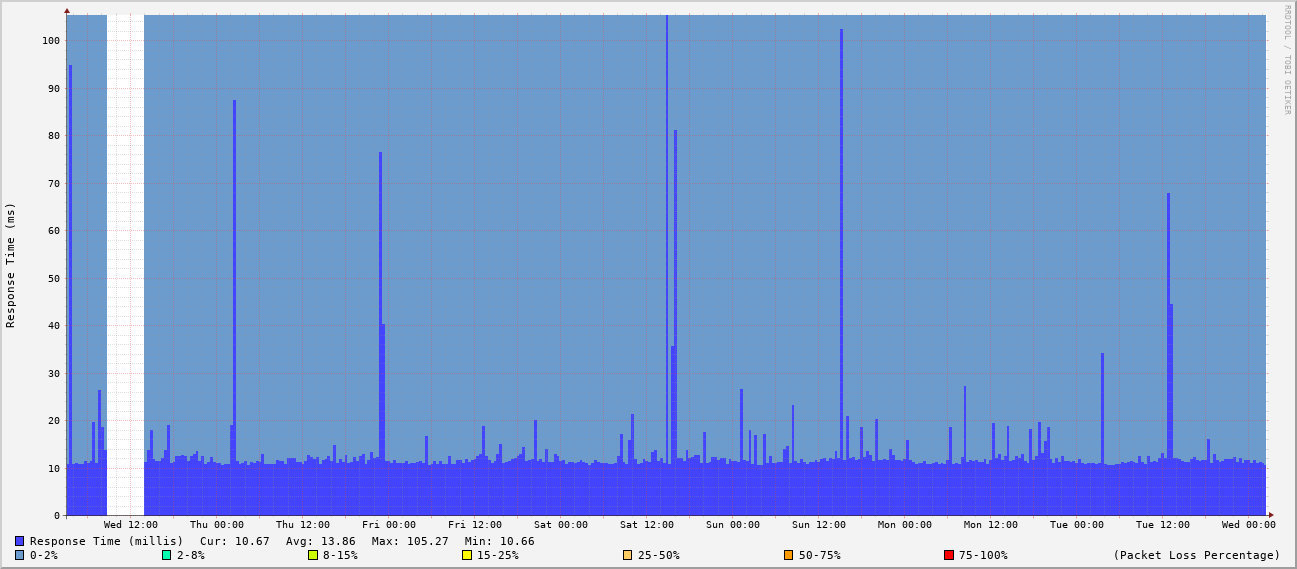 RRDTOOL / TOBI OETIKER
Response Time (ms)
100
90
80
70
60
50
40
30
20
10
0
Wed 12:00 Thu 00:00 Thu 12:00 Fri 00:00 Fri 12:00 Sat 00:00 Sat 12:00 Sun 00:00 Sun 12:00 Mon 00:00 Mon 12:00 Tue 00:00 Tue 12:00 Wed 00:00
Response Time (millis) Cur: 10.67 Avg: 13.86 Max: 105.27 Min: 10.66
0-2% 2-8% 8-15% 15-25% 25-50% 50-75% 75-100% (Packet Loss Percentage)